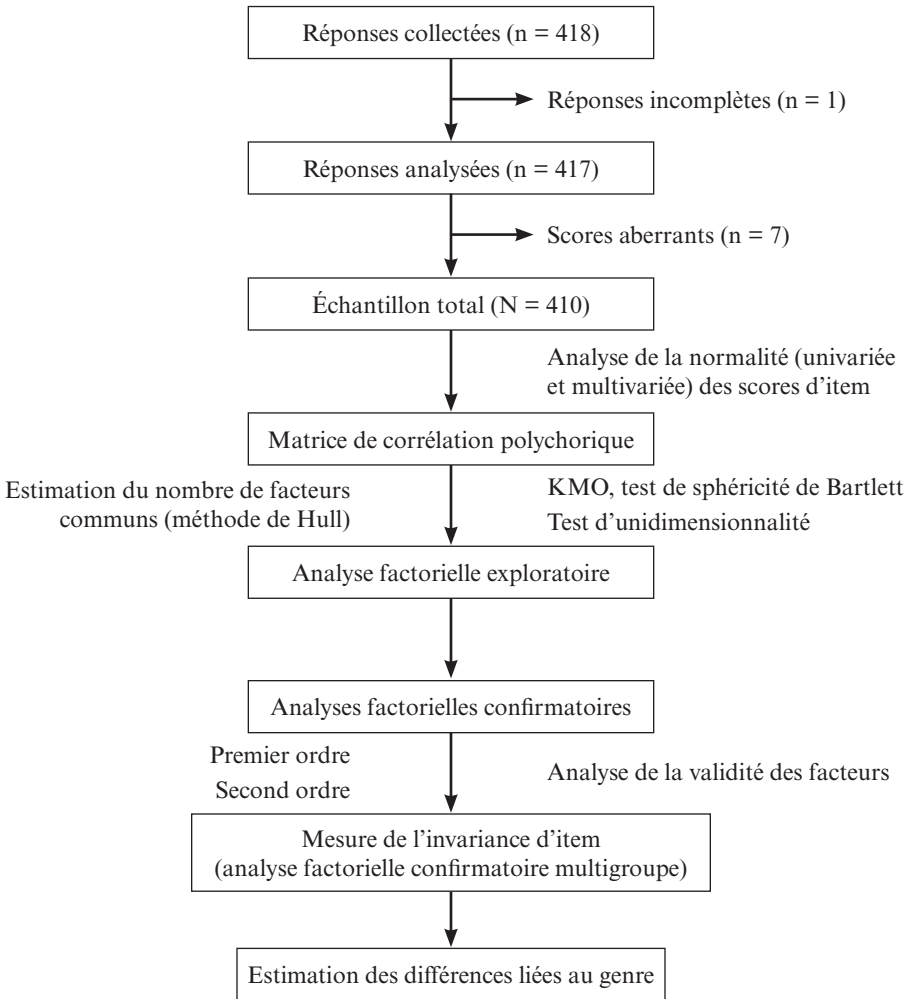 Réponses collectées (n = 418)
Réponses incomplètes (n = 1)
Réponses analysées (n = 417)
Scores aberrants (n = 7)
Échantillon total (N = 410)
Analyse de la normalité (univariée
et multivariée) des scores d'item
Matrice de corrélation polychorique
Estimation du nombre de facteurs
communs (méthode de Hull)
KMO, test de sphéricité de Bartlett
Test d'unidimensionnalité
Analyse factorielle exploratoire
Analyses factorielles confirmatoires
Premier ordre
Second ordre
Analyse de la validité des facteurs
Mesure de l'invariance d'item
(analyse factorielle confirmatoire multigroupe)
Estimation des différences liées au genre